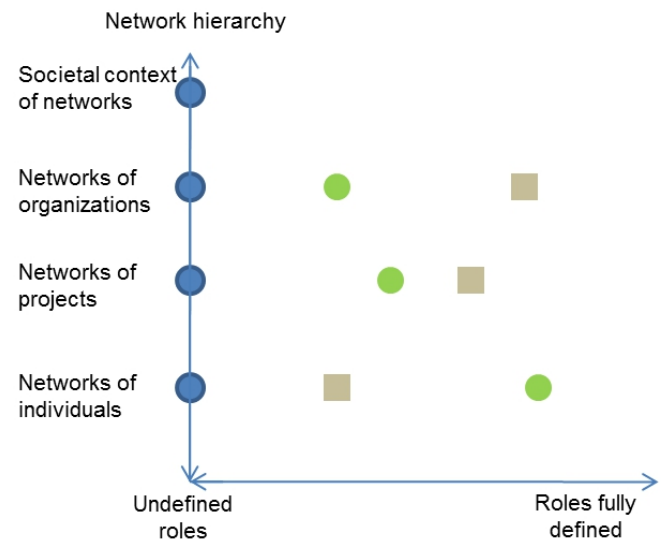 Network hierarchy
Societal context
of networks
Networks of
organizations
Networks of
projects
Networks of
individuals
Undefined
roles
Roles fully
defined